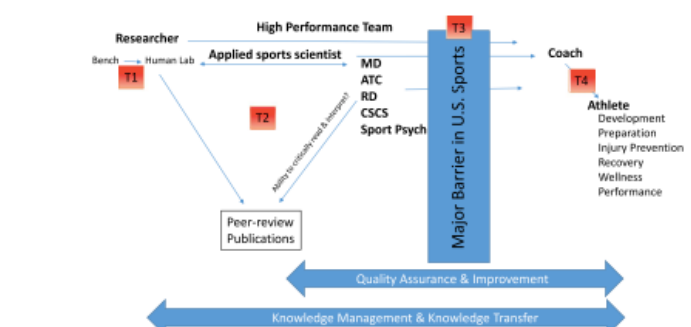 High Performance Team
T3
Researcher
Applied sports scientist
Coach
Bench
Human Lab
T1
MD
ATC
RD
CSCS
Sport Psych
T4
T2
Ability to critically read & interpret?
Major Barrier in U.S. Sports
Athlete
Development
Preparation
Injury Prevention
Recovery
Wellness
Performance
Peer-review
Publications
Quality Assurance & Improvement
Knowledge Management & Knowledge Transfer